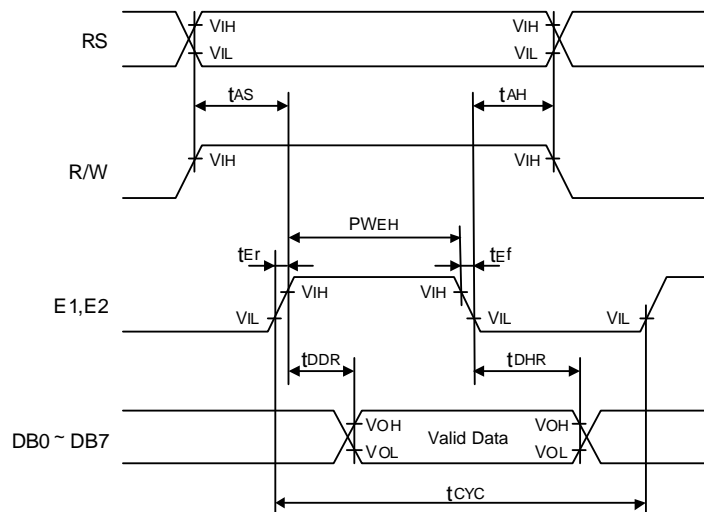 RS
VIH
VIL
VIH
VIL
tAS
tAH
R/W
VIH
VIH
PWEH
tEr
tEf
E1,E2
VIH
VIH
VIL
VIL
VIL
tDDR
tDHR
DB0 ~ DB7
VOH
VOL
Valid Data
VOH
VOL
tCYC